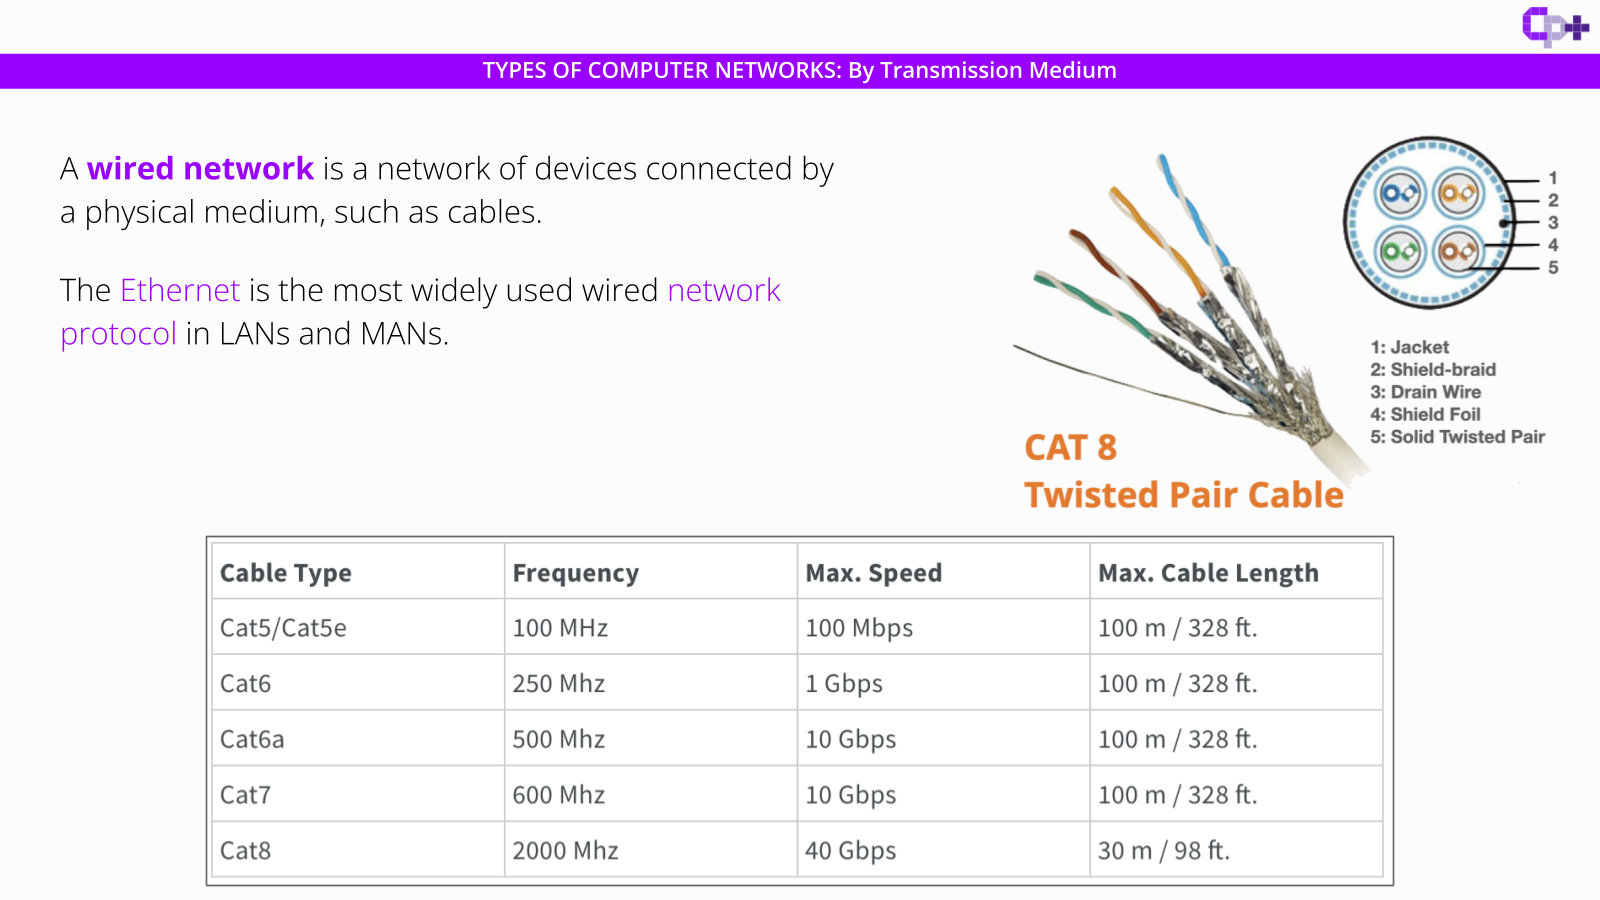 Cp+
TYPES OF COMPUTER NETWORKS: By Transmission Medium
A wired network is a network of devices connected by
a physical medium, such as cables.
The Ethernet is the most widely used wired network
protocol in LANs and MANs.
1
2
3
4
5
1: Jacket
2: Shield-braid
3: Drain Wire
4: Shield Foil
5: Solid Twisted Pair
CAT 8
Twisted Pair Cable
Cable Type Frequency Max. Speed Max. Cable Length
Cat5/Cat5e 100 MHz 100 Mbps 100 m / 328 ft.
Cat6 250 Mhz 1 Gbps 100 m / 328 ft.
Cat6a 500 Mhz 10 Gbps 100 m / 328 ft.
Cat7 600 Mhz 10 Gbps 100 m / 328 ft.
Cat8 2000 Mhz 40 Gbps 30 m / 98 ft.